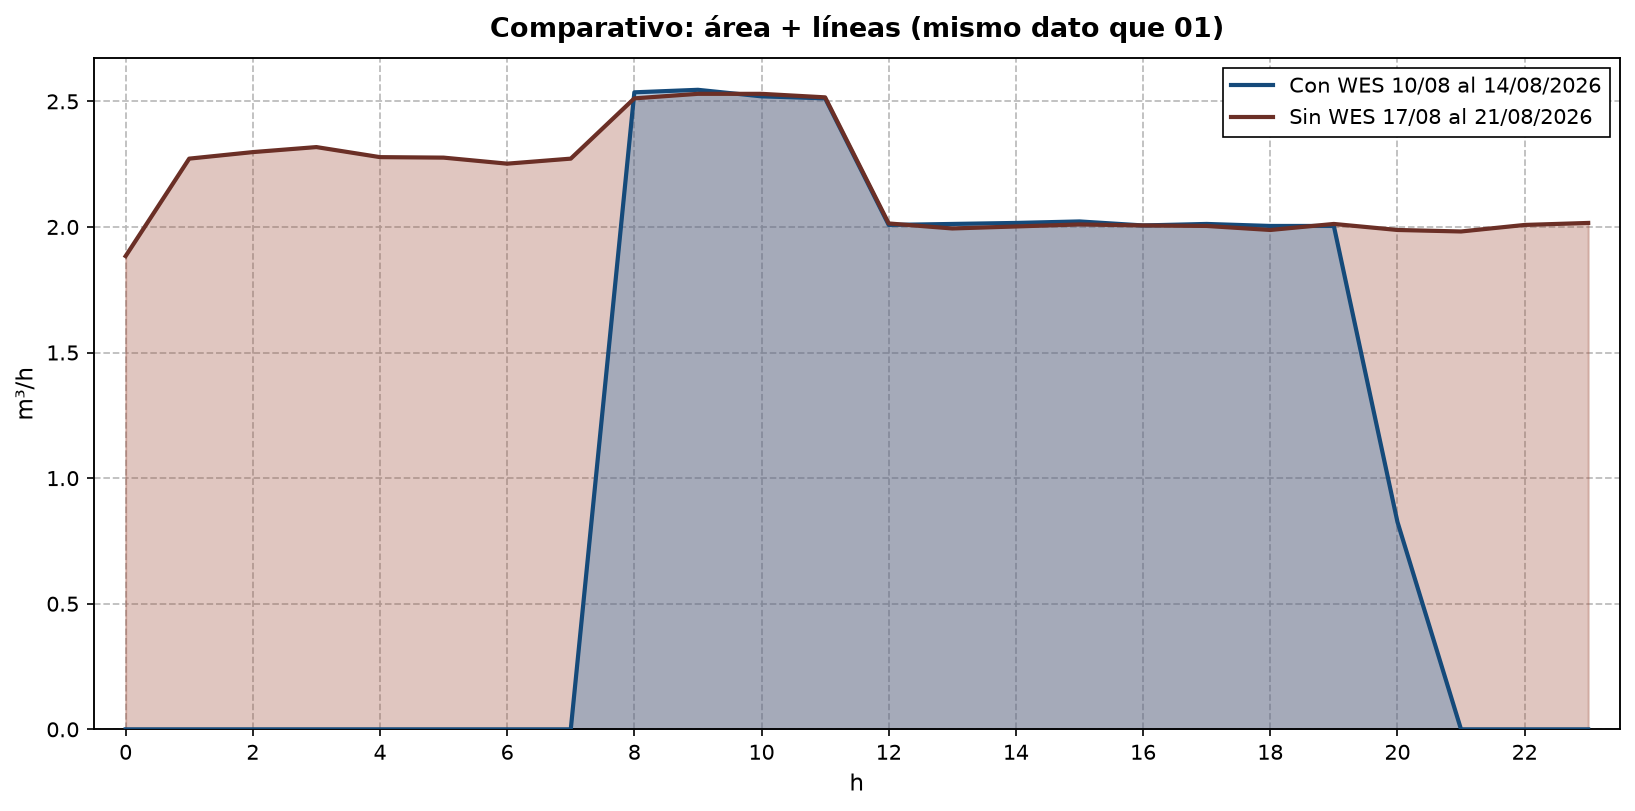 Comparativo: área + líneas (mismo dato que 01)
Con WES 10/08 al 14/08/2026
Sin WES 17/08 al 21/08/2026
m³/h
2.5
2.0
1.5
1.0
0.5
0.0
0 2 4 6 8 10 12 14 16 18 20 22
h